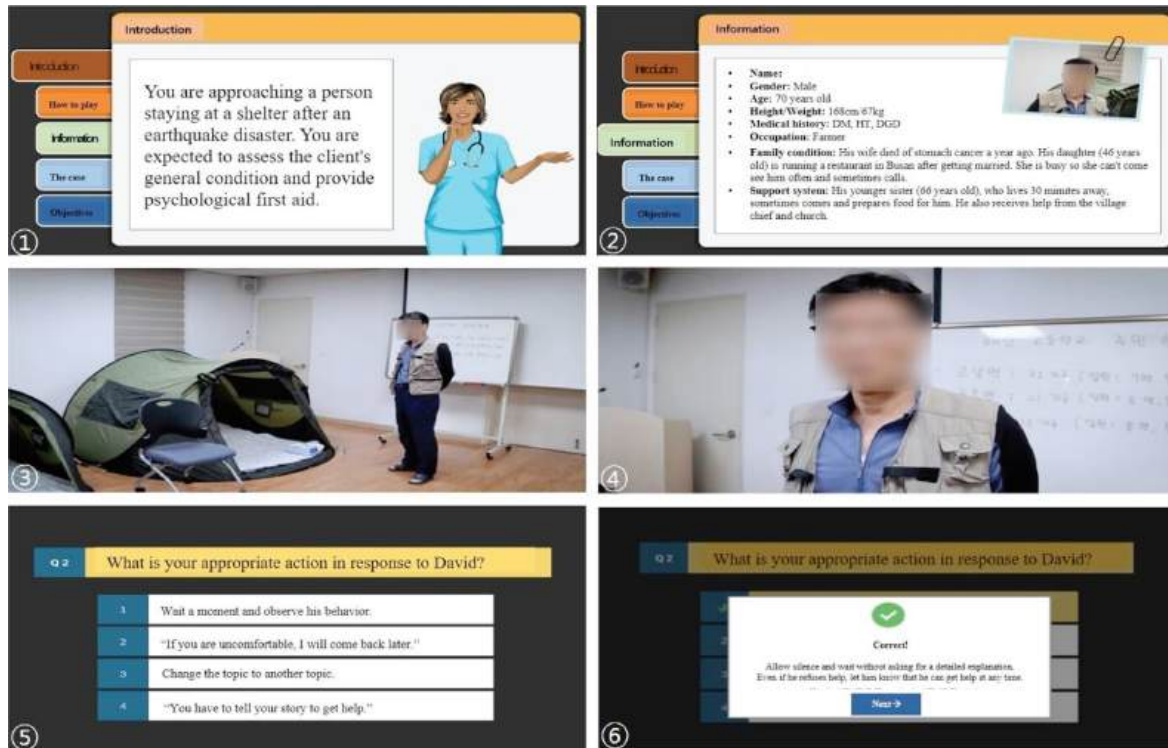 Introduction
Introduction
How to play
Information
The case
Objectives
You are approaching a person
staying at a shelter after an
earthquake disaster. You are
expected to assess the client's
general condition and provide
psychological first aid.
①
Information
Introduction
How to play
Information
The case
Objectives
• Name:
• Gender: Male
• Age: 70 years old
• Height/Weight: 168cm/67kg
• Medical history: DM, HT, DGD
• Occupation: Farmer
• Family condition: His wife died of stomach cancer a year ago. His daughter (46 years
old) in running a restaurant in Busan after getting married. She is busy so she can't come
see him often and sometimes calls.
• Support system: His younger sister (66 years old), who lives 30 minutes away,
sometimes comes and prepares food for him. He also receives help from the village
chief and church.
②
③
④
Q 2 What is your appropriate action in response to David?
1 Wait a moment and observe his behavior.
2 “If you are uncomfortable, I will come back later.”
3 Change the topic to another topic.
4 “You have to tell your story to get help.”
⑤
Q 2 What is your appropriate action in response to David?
2
3
4
Correct!
Allow silence and wait without asking for a detailed explanation.
Even if he refuses help, let him know that he can get help at any time.
Next→
⑥